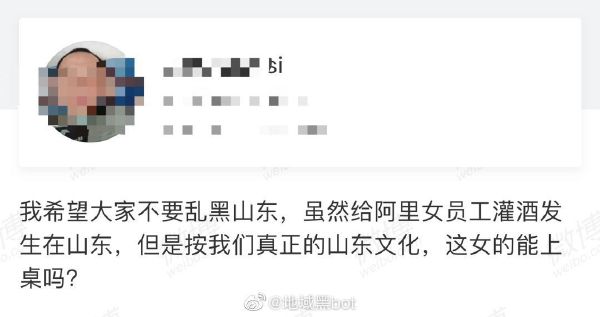 si
我希望大家不要乱黑山东，虽然给阿里女员工灌酒发
生在山东，但是按我们真正的山东文化，这女的能上
桌吗？
@地域黑bot